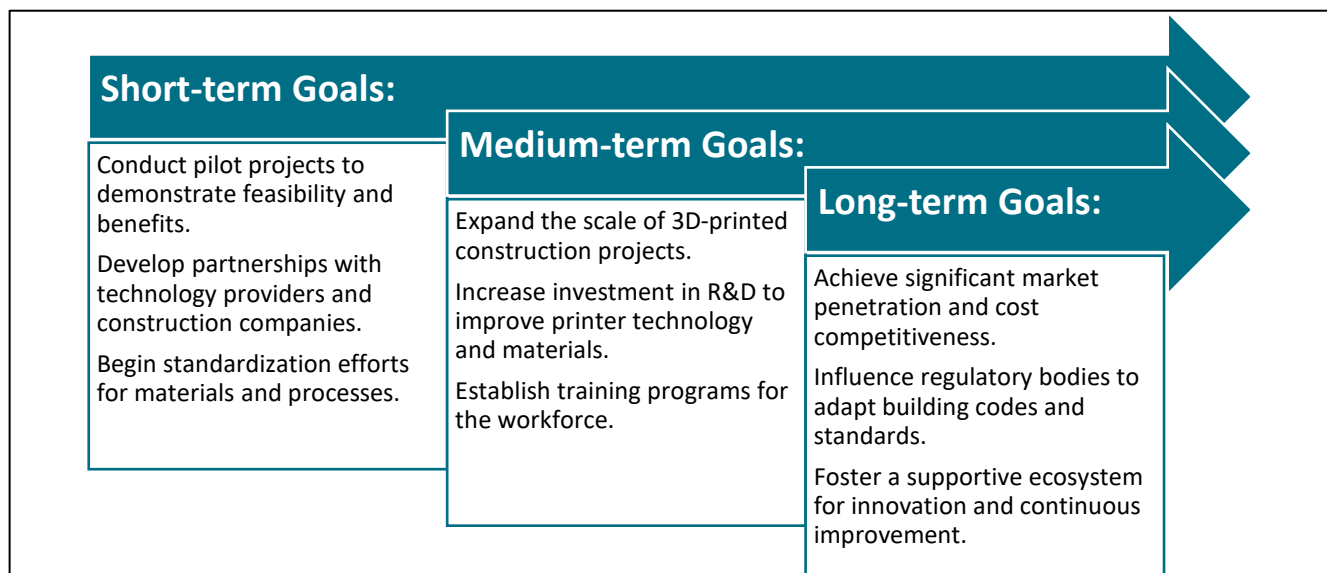 Short-term Goals:
Conduct pilot projects to
demonstrate feasibility and
benefits.
Develop partnerships with
technology providers and
construction companies.
Begin standardization efforts
for materials and processes.
Medium-term Goals:
Expand the scale of 3D-printed
construction projects.
Increase investment in R&D to
improve printer technology
and materials.
Establish training programs for
the workforce.
Long-term Goals:
Achieve significant market
penetration and cost
competitiveness.
Influence regulatory bodies to
adapt building codes and
standards.
Foster a supportive ecosystem
for innovation and continuous
improvement.